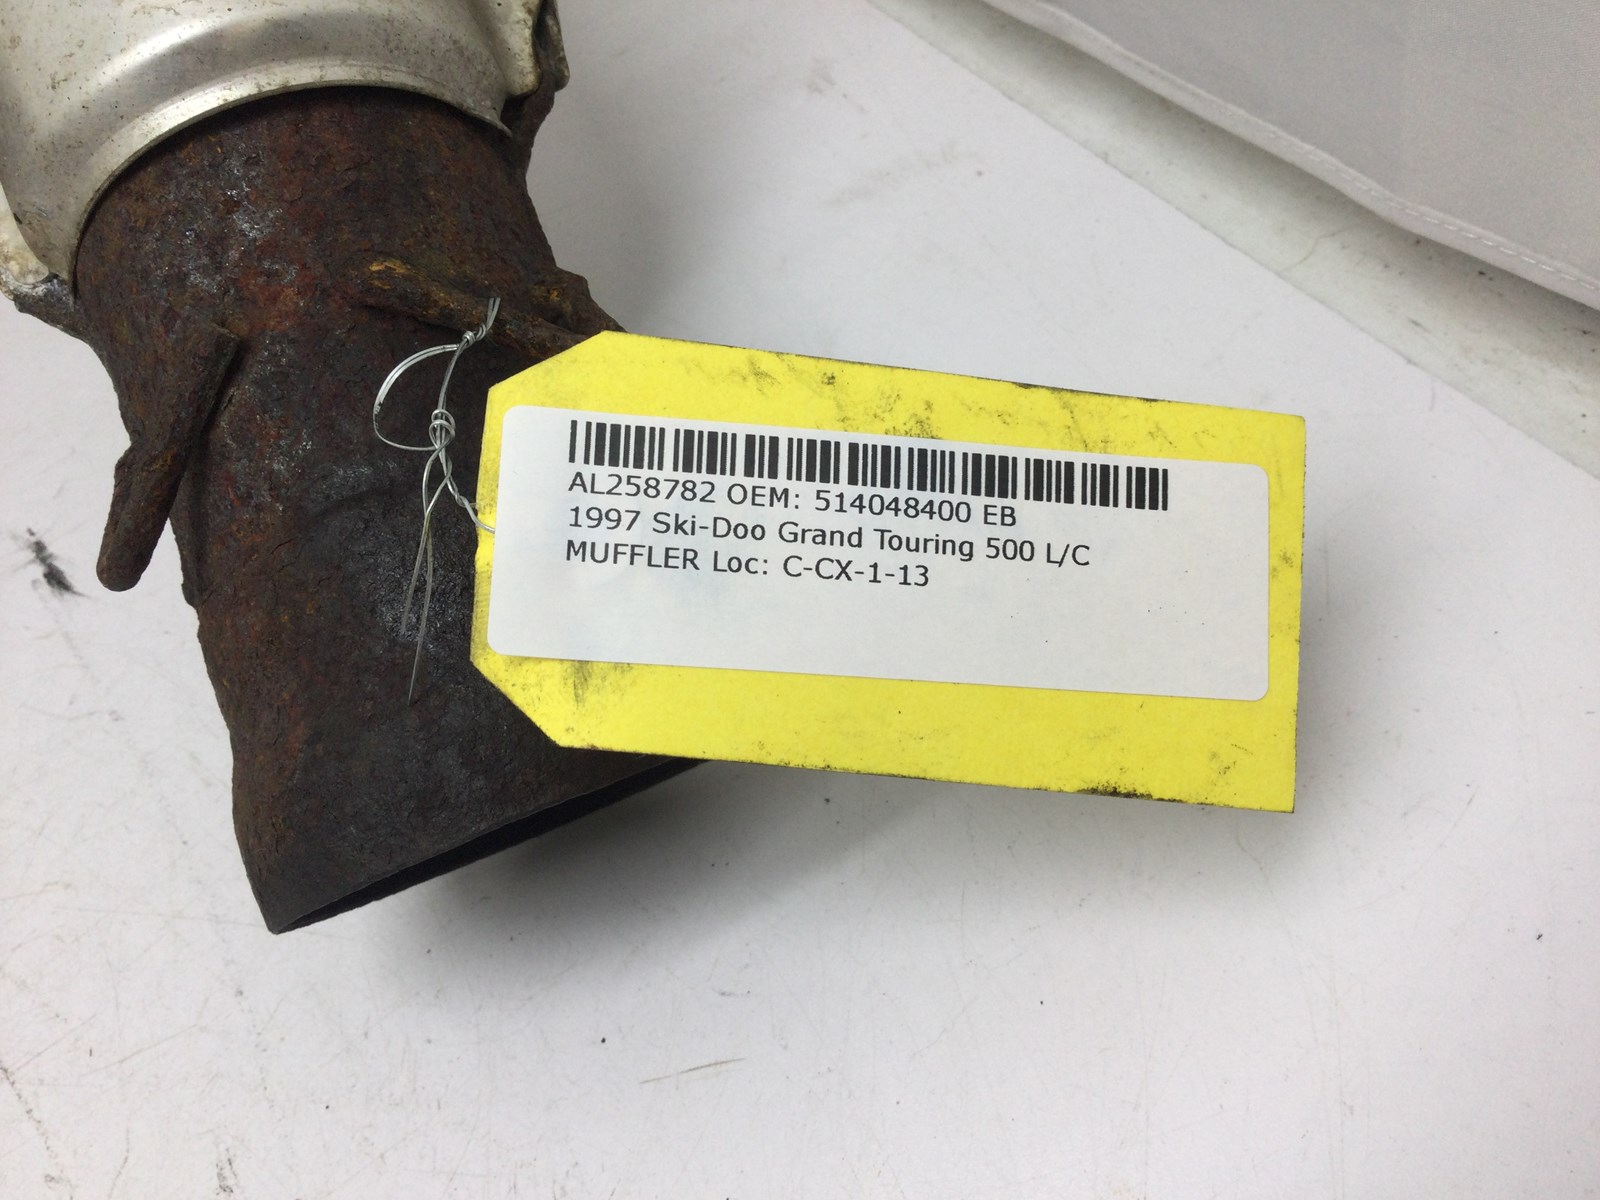 AL258782 OEM: 514048400 EB
1997 Ski-Doo Grand Touring 500 L/C
MUFFLER Loc: C-CX-1-13